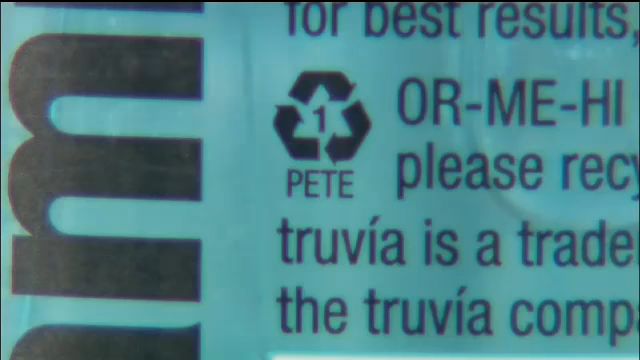 for best results,
1
OR-ME-HI
PETE
please recy
truvía is a trade
the truvía comp